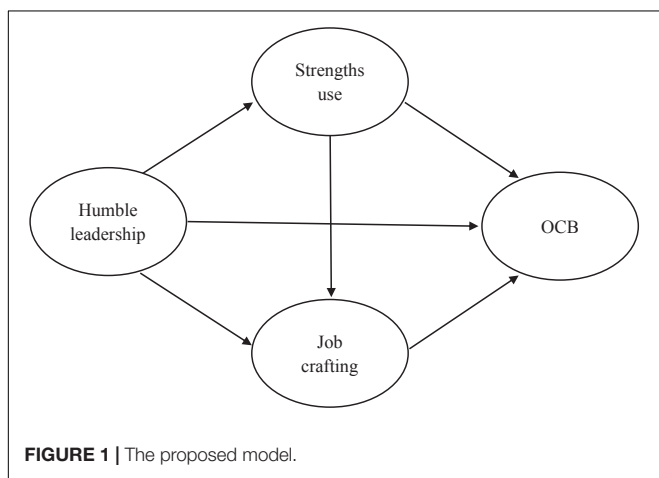 Strengths
use
Humble
leadership
OCB
Job
crafting
FIGURE 1 | The proposed model.